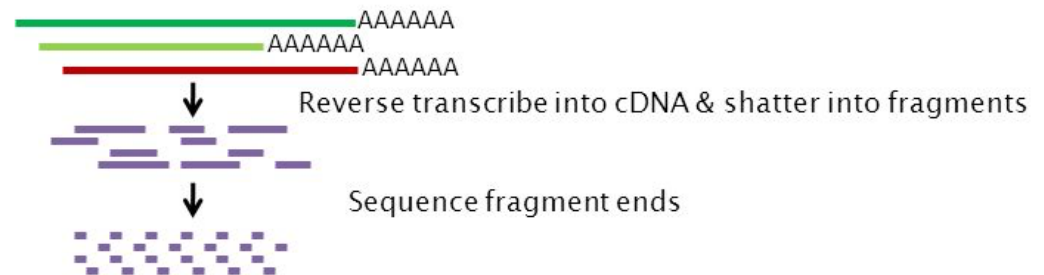 AAAAAA
AAAAAA
AAAAAA
Reverse transcribe into cDNA & shatter into fragments
Sequence fragment ends